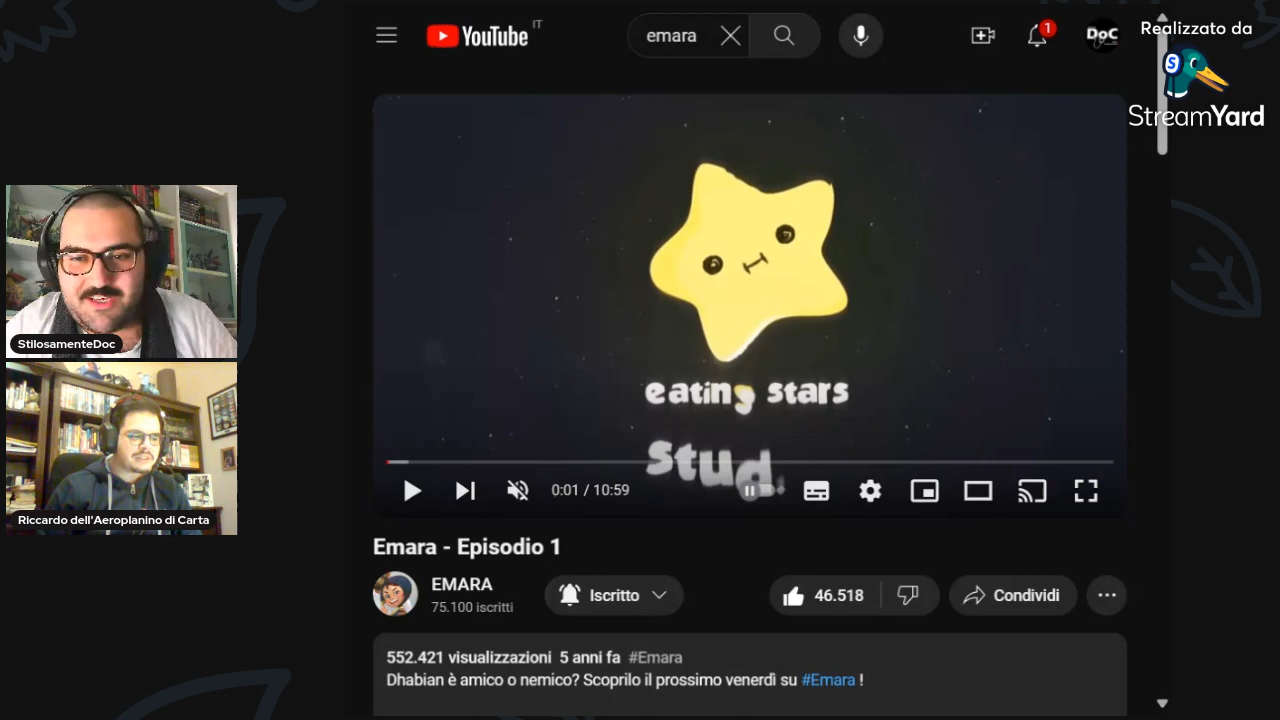 YouTube IT
emara
1
DoC
Realizzato da
S
StreamYard
eating stars
Stud
0:01 / 10:59
StilosamenteDoc
Riccardo dell'Aeroplanino di Carta
Emara - Episodio 1
EMARA
75.100 iscritti
Iscritto
46.518
Condividi
552.421 visualizzazioni 5 anni fa #Emara
Dhabian è amico o nemico? Scoprilo il prossimo venerdì su #Emara !